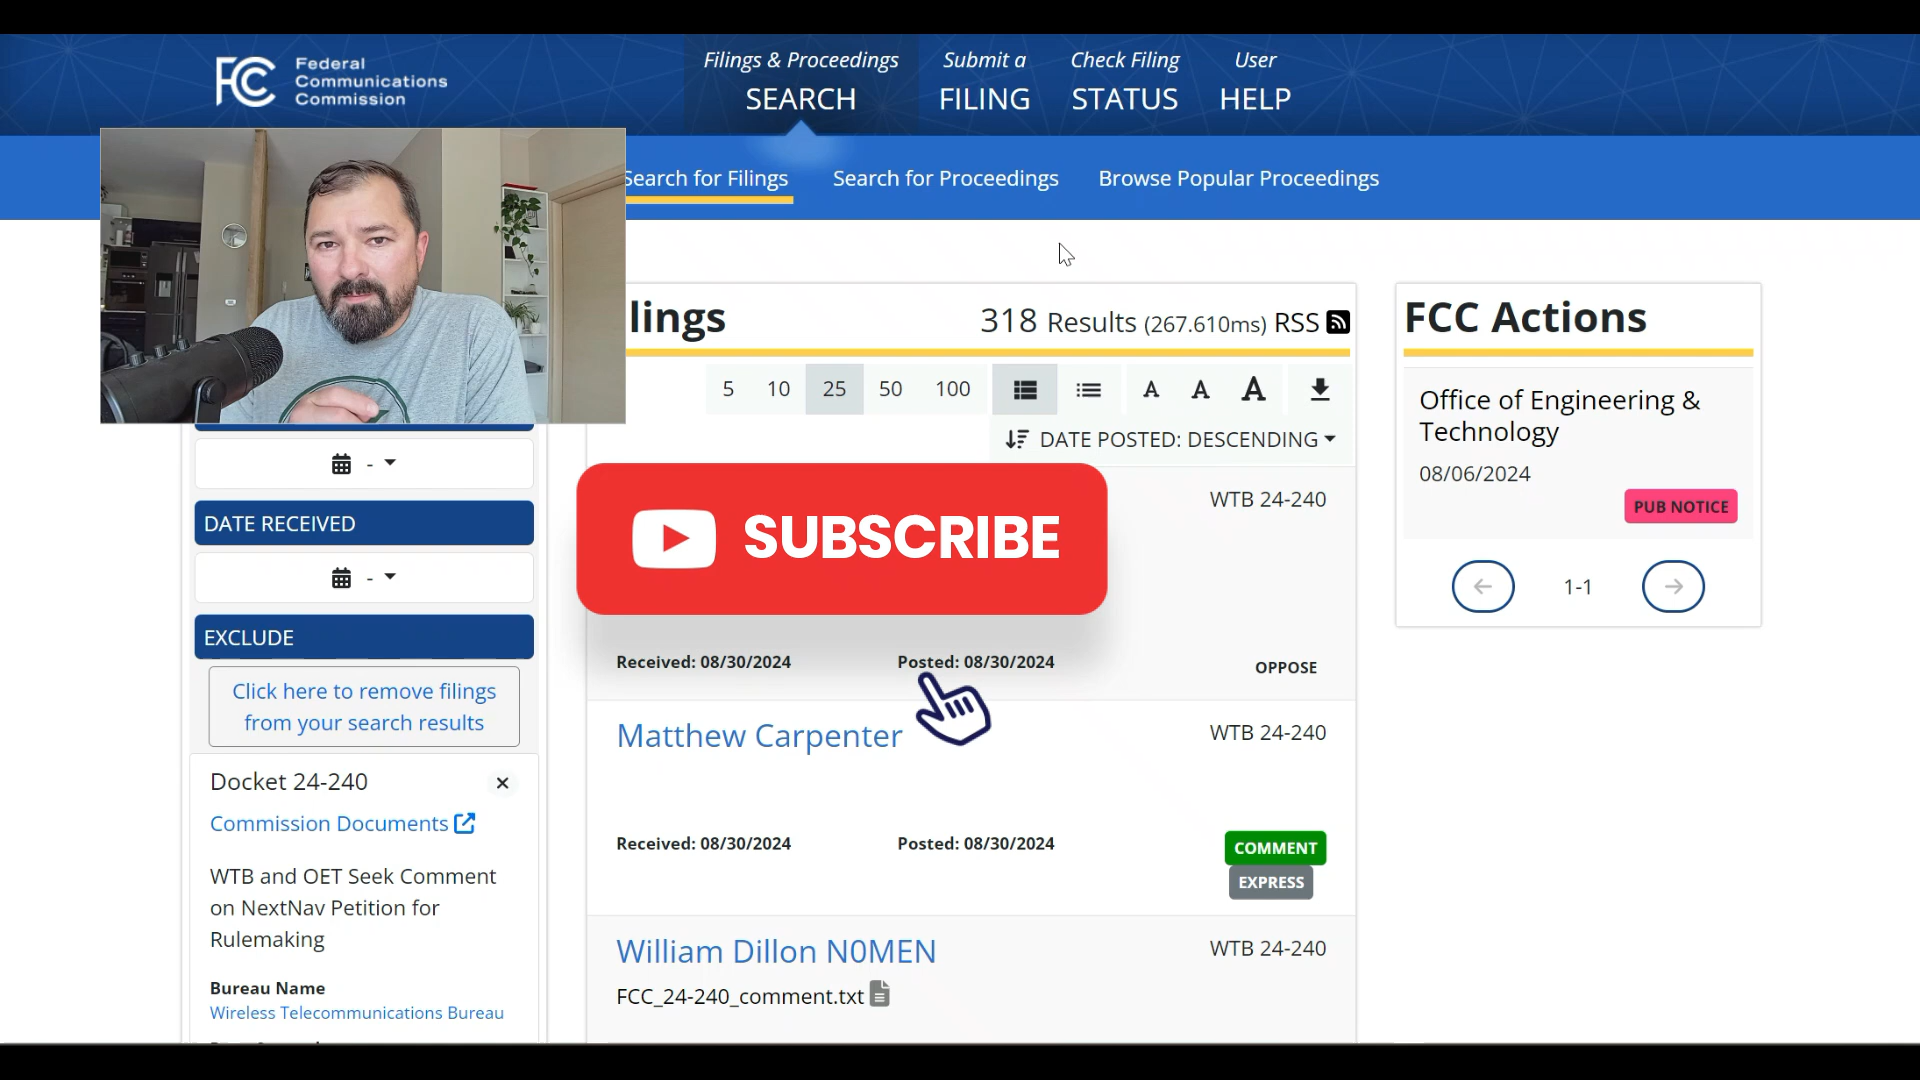 Federal
Communications
Commission
Filings & Proceedings
SEARCH
Submit a
FILING
Check Filing
STATUS
User
HELP
Search for Filings
Search for Proceedings
Browse Popular Proceedings
lings
318 Results (267.610ms) RSS
5 10 25 50 100 A A A
DATE POSTED: DESCENDING
-
DATE RECEIVED
-
EXCLUDE
Click here to remove filings
from your search results
Docket 24-240
Commission Documents
WTB and OET Seek Comment
on NextNav Petition for
Rulemaking
Bureau Name
Wireless Telecommunications Bureau
WTB 24-240
SUBSCRIBE
Received: 08/30/2024
Posted: 08/30/2024
OPPOSE
Matthew Carpenter
WTB 24-240
Received: 08/30/2024
Posted: 08/30/2024
COMMENT
EXPRESS
William Dillon N0MEN
WTB 24-240
FCC_24-240_comment.txt
FCC Actions
Office of Engineering &
Technology
08/06/2024
PUB NOTICE
1-1